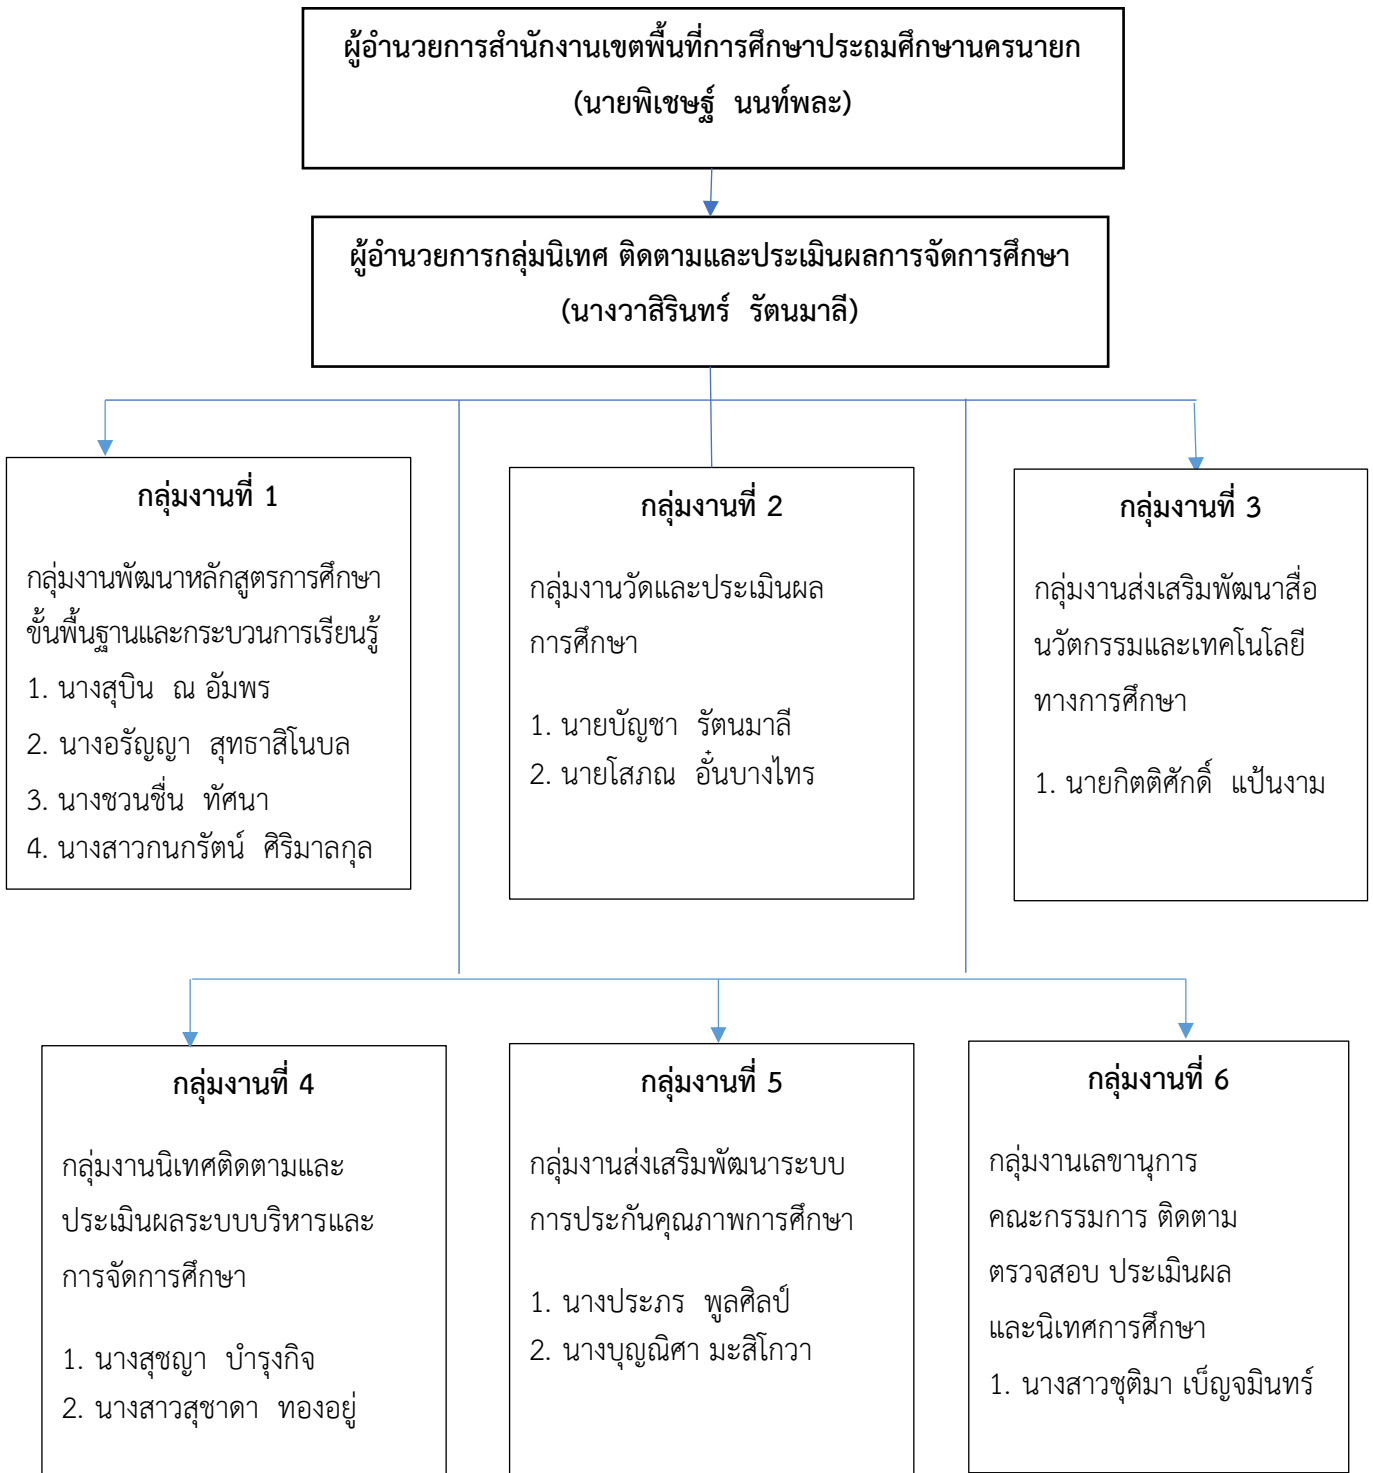 ผู้อำนวยการสำนักงานเขตพื้นที่การศึกษาประถมศึกษานครนายก
(นายพิเชษฐ์ นนท์พละ)
ผู้อำนวยการกลุ่มนิเทศ ติดตามและประเมินผลการจัดการศึกษา
(นางวาสิรินทร์ รัตนมาลี)
กลุ่มงานที่ 1
กลุ่มงานพัฒนาหลักสูตรการศึกษา
ขั้นพื้นฐานและกระบวนการเรียนรู้
1. นางสุบิน ณ อัมพร
2. นางอรัญญา สุทธาสิโนบล
3. นางชวนชื่น ทัศนา
4. นางสาวกนกรัตน์ ศิริมาลกุล
กลุ่มงานที่ 2
กลุ่มงานวัดและประเมินผล
การศึกษา
1. นายบัญชา รัตนมาลี
2. นายโสภณ อั๋นบางไทร
กลุ่มงานที่ 3
กลุ่มงานส่งเสริมพัฒนาสื่อ
นวัตกรรมและเทคโนโลยี
ทางการศึกษา
1. นายกิตติศักดิ์ แป้นงาม
กลุ่มงานที่ 4
กลุ่มงานนิเทศติดตามและ
ประเมินผลระบบบริหารและ
การจัดการศึกษา
1. นางสุชญา บำรุงกิจ
2. นางสาวสุชาดา ทองอยู่
กลุ่มงานที่ 5
กลุ่มงานส่งเสริมพัฒนาระบบ
การประกันคุณภาพการศึกษา
1. นางประภร พูลศิลป์
2. นางบุญณิศา มะสิโกวา
กลุ่มงานที่ 6
กลุ่มงานเลขานุการ
คณะกรรมการ ติดตาม
ตรวจสอบ ประเมินผล
และนิเทศการศึกษา
1. นางสาวชุติมา เบ็ญจมินทร์